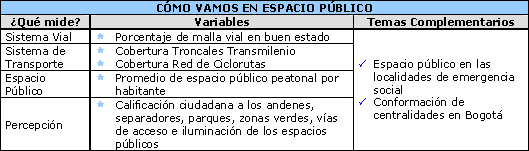 CÓMO VAMOS EN ESPACIO PÚBLICO
¿Qué mide?
Variables
Temas Complementarios
Sistema Vial
Porcentaje de malla vial en buen estado
Sistema de
Transporte
Cobertura Troncales Transmilenio
Cobertura Red de Ciclorutas
Espacio
Público
Promedio de espacio público peatonal por
habitante
Percepción
Calificación ciudadana a los andenes,
separadores, parques, zonas verdes, vías
de acceso e iluminación de los espacios
públicos
Espacio público en las
localidades de emergencia
social
Conformación de
centralidades en Bogotá